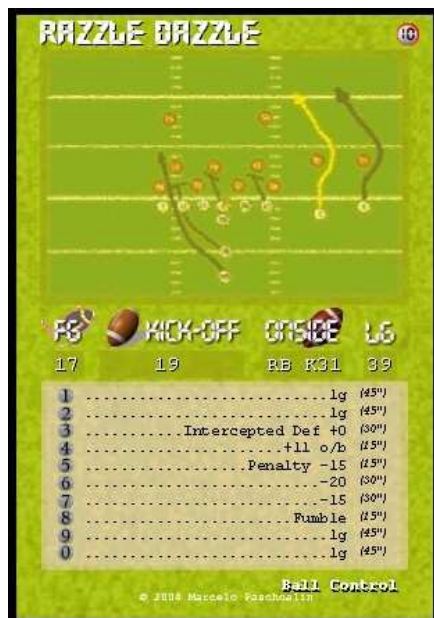 RAZZLE DAZZLE 10
FG KICK-OFF ONSIDE LG
17 19 RB K31 39
1 ..............................lg (45")
2 ..............................lg (45")
3 ............Intercepted Def +0 (30")
4 .........................+11 o/b (15")
5 ....................Penalty -15 (15")
6 .............................-20 (30")
7 .............................-15 (30")
8 ..........................Fumble (15")
9 ..............................lg (45")
0 ..............................lg (45")
Ball Control
© 2004 Marcelo Paschoalin